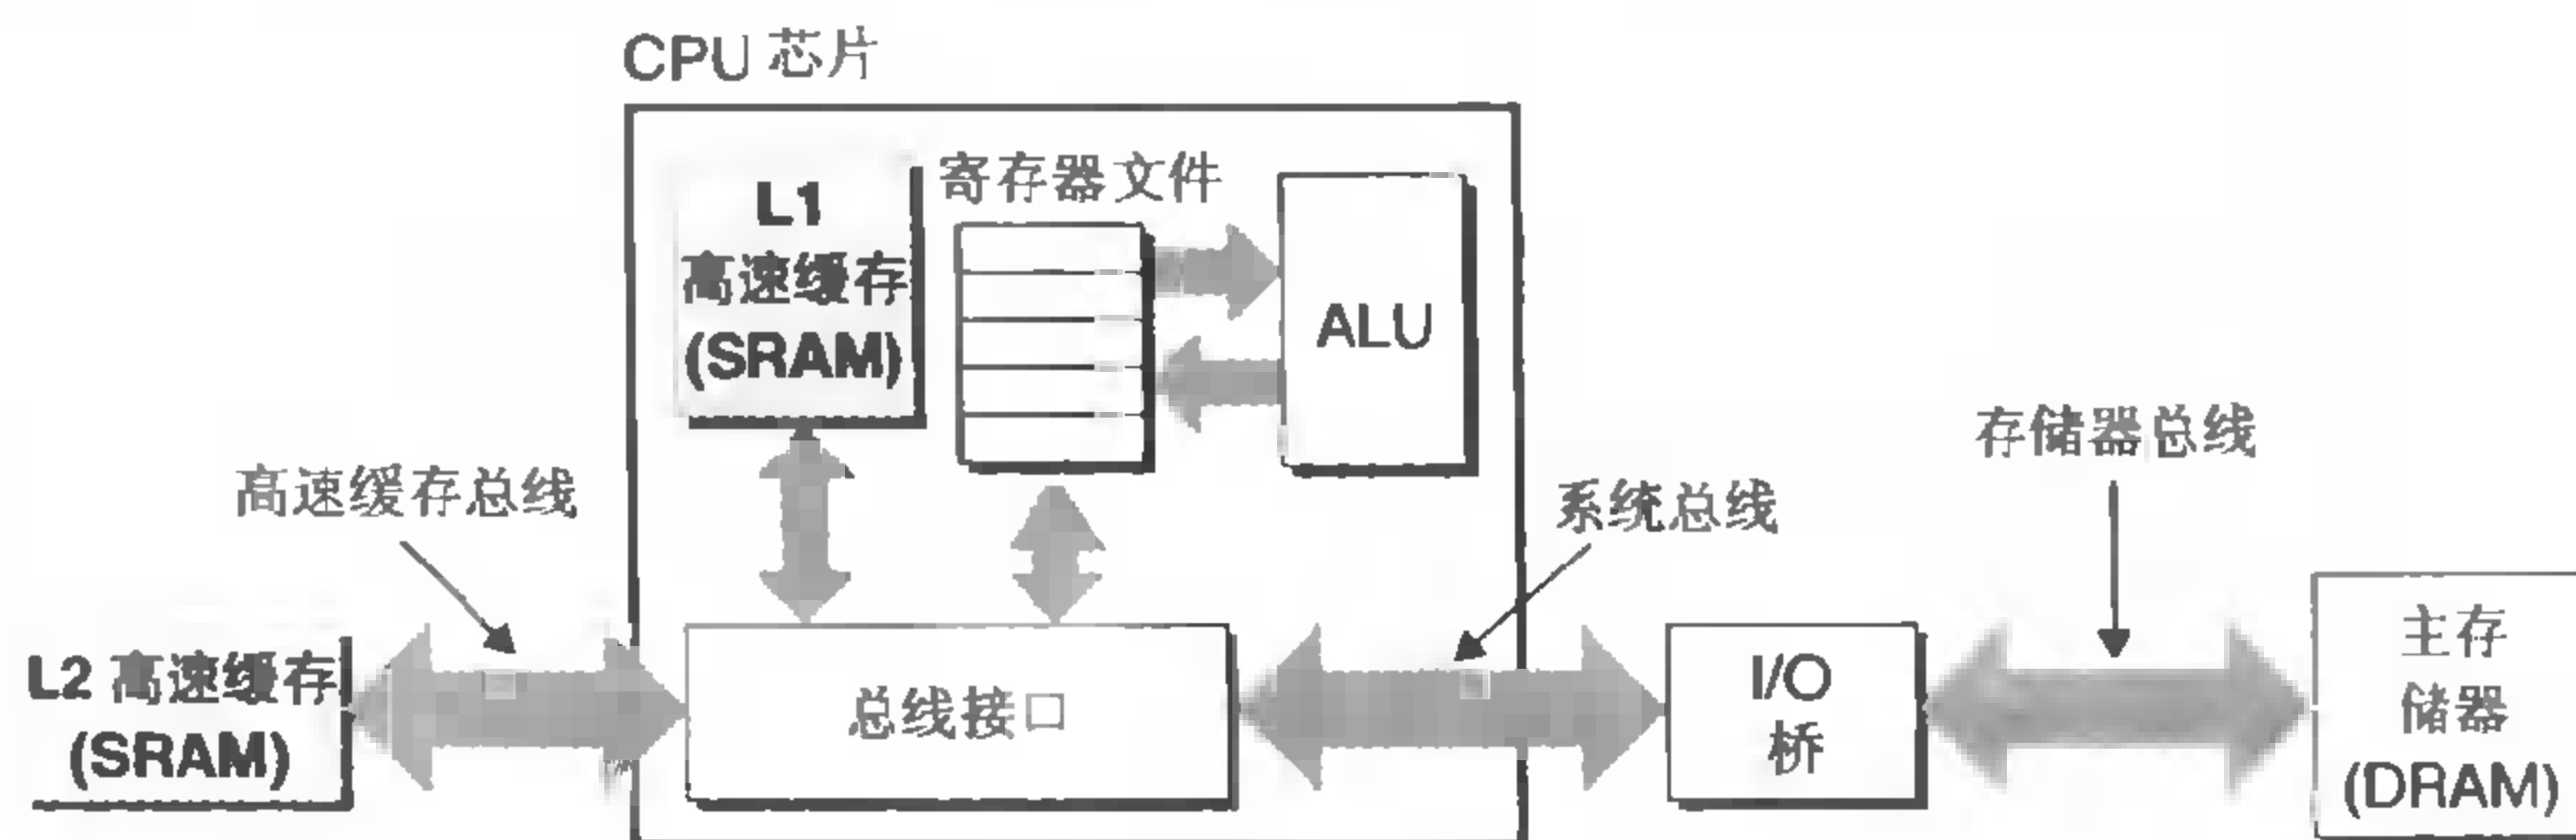 CPU 芯片
L1
高速缓存
(SRAM)
寄存器文件
ALU
高速缓存总线
系统总线
存储器总线
L2 高速缓存
(SRAM)
总线接口
I/O
桥
主存
储器
(DRAM)